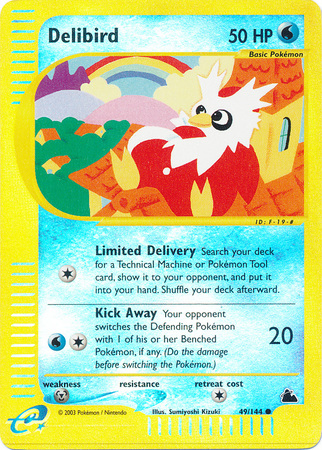 Delibird 50 HP
Basic Pokémon
ID: F-19-#
Limited Delivery Search your deck
for a Technical Machine or Pokémon Tool
card, show it to your opponent, and put
it into your hand. Shuffle your deck afterward.
Kick Away Your opponent
switches the Defending Pokémon
with 1 of his or her Benched
Pokémon, if any. (Do the damage
before switching the Pokémon.)
20
weakness resistance retreat cost
© 2003 Pokémon / Nintendo Illus. Sumiyoshi Kizuki 49/144
e